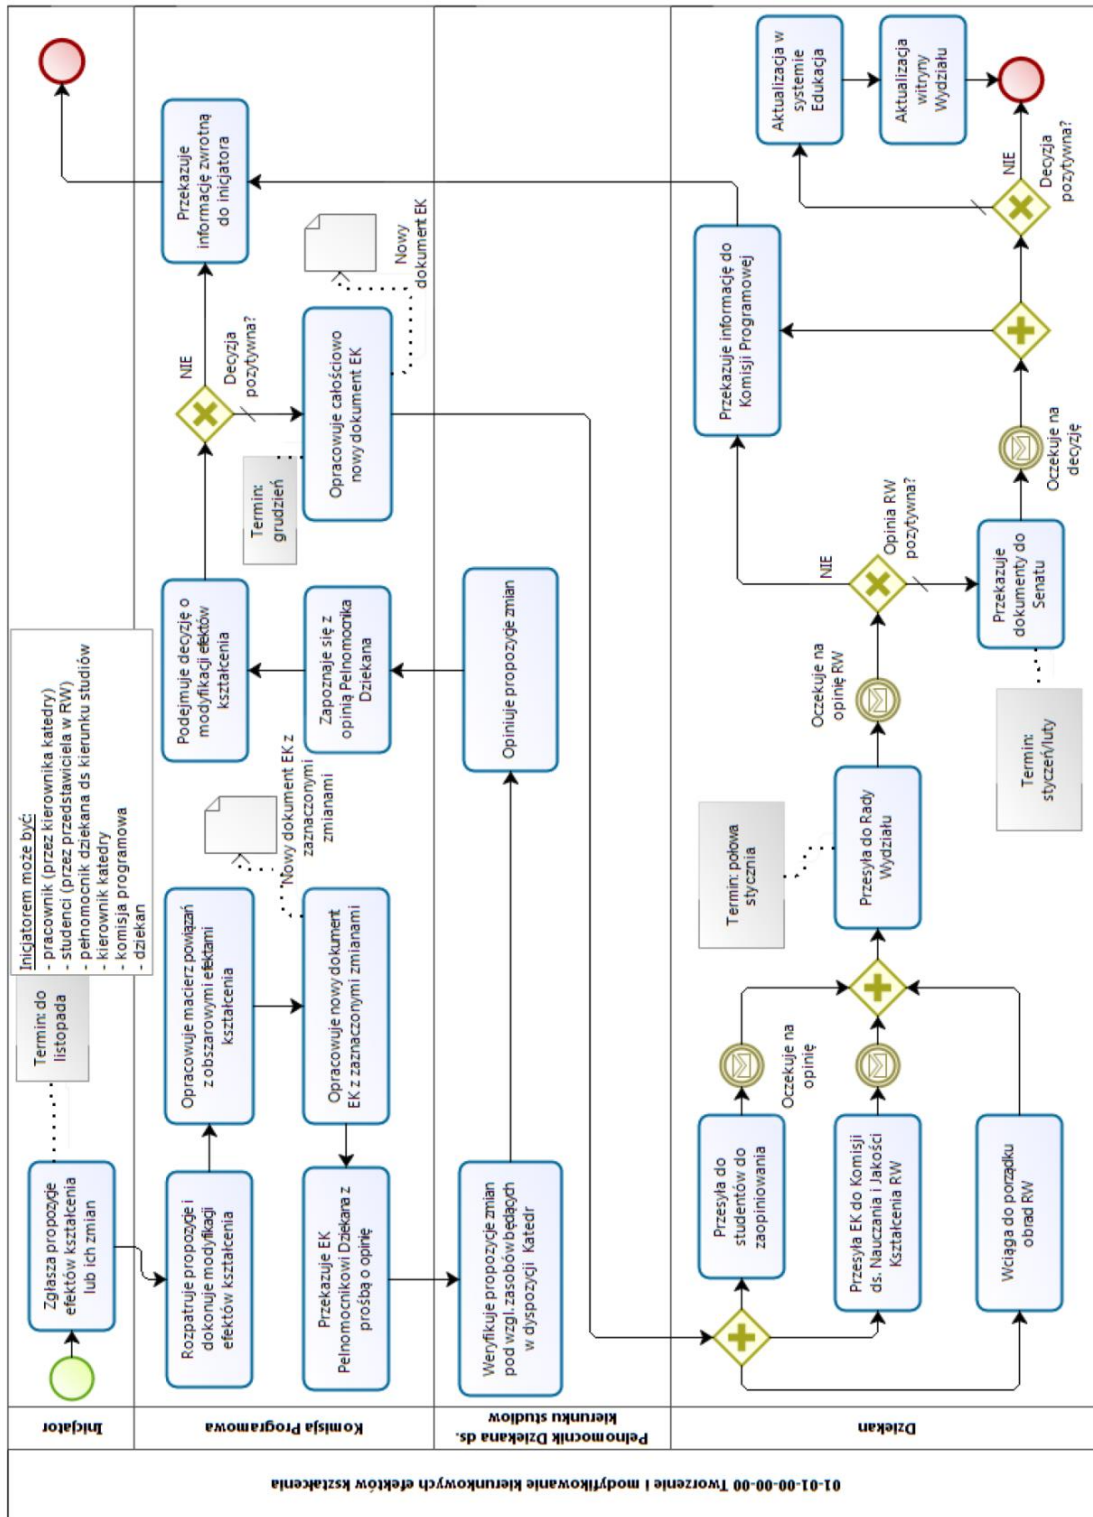 01-01-00-00-00 Tworzenie i modyfikowanie kierunkowych efektów kształcenia
Inicjator
Zgłasza propozycje
efektów kształcenia
lub ich zmian
Termin: do
listopada
Inicjatorem może być:
- pracownik (przez kierownika katedry)
- studenci (przez przedstawiciela w RW)
- pełnomocnik dziekana ds kierunku studiów
- kierownik katedry
- komisja programowa
- dziekan
Komisja Programowa
Rozpatruje propozycje i
dokonuje modyfikacji
efektów kształcenia
Opracowuje macierz powiązań
z obszarowymi efektami
kształcenia
Opracowuje nowy dokument
EK z zaznaczonymi zmianami
Nowy dokument EK z
zaznaczonymi
zmianami
Przekazuje EK
Pełnomocnikowi Dziekana z
prośbą o opinię
Zapoznaje się z
opinią Pełnomocnika
Dziekana
Podejmuje decyzję o
modyfikacji efektów
kształcenia
Decyzja
pozytywna?
NIE
Przekazuje
informację zwrotną
do inicjatora
Termin:
grudzień
Opracowuje całościowo
nowy dokument EK
Nowy
dokument EK
Pełnomocnik Dziekana ds.
kierunku studiow
Weryfikuje propozycje zmian
pod wzgl. zasobów będących
w dyspozycji Katedr
Opiniuje propozycje zmian
Dziekan
Przesyła do
studentów do
zaopiniowania
Oczekuje na
opinię
Przesyła EK do Komisji
ds. Nauczania i Jakości
Kształcenia RW
Wciąga do porządku
obrad RW
Termin: połowa
stycznia
Przesyła do Rady
Wydziału
Oczekuje na
opinię RW
Opinia RW
pozytywna?
NIE
Przekazuje informację do
Komisji Programowej
Termin:
styczeń/luty
Przekazuje
dokumenty do
Senatu
Oczekuje na
decyzję
Decyzja
pozytywna?
NIE
Aktualizacja w
systemie
Edukacja
Aktualizacja
witryny
Wydziału